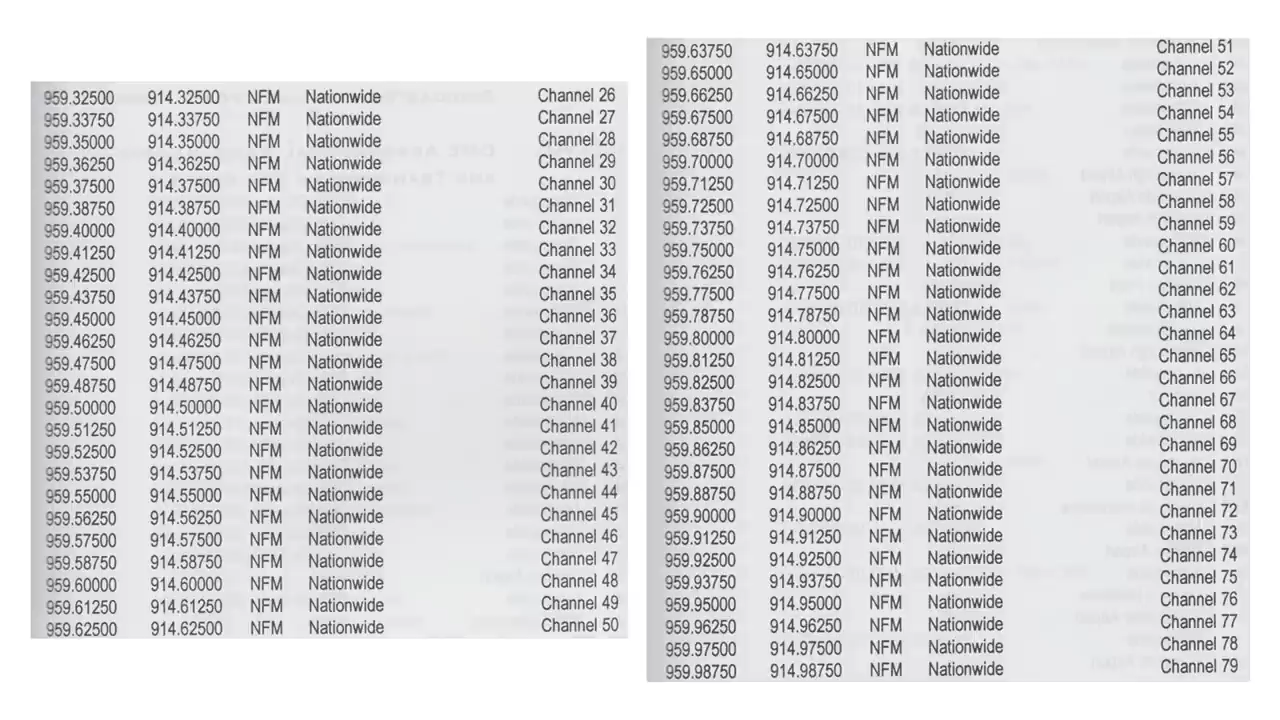 959.32500 914.32500 NFM Nationwide Channel 26
959.33750 914.33750 NFM Nationwide Channel 27
959.35000 914.35000 NFM Nationwide Channel 28
959.36250 914.36250 NFM Nationwide Channel 29
959.37500 914.37500 NFM Nationwide Channel 30
959.38750 914.38750 NFM Nationwide Channel 31
959.40000 914.40000 NFM Nationwide Channel 32
959.41250 914.41250 NFM Nationwide Channel 33
959.42500 914.42500 NFM Nationwide Channel 34
959.43750 914.43750 NFM Nationwide Channel 35
959.45000 914.45000 NFM Nationwide Channel 36
959.46250 914.46250 NFM Nationwide Channel 37
959.47500 914.47500 NFM Nationwide Channel 38
959.48750 914.48750 NFM Nationwide Channel 39
959.50000 914.50000 NFM Nationwide Channel 40
959.51250 914.51250 NFM Nationwide Channel 41
959.52500 914.52500 NFM Nationwide Channel 42
959.53750 914.53750 NFM Nationwide Channel 43
959.55000 914.55000 NFM Nationwide Channel 44
959.56250 914.56250 NFM Nationwide Channel 45
959.57500 914.57500 NFM Nationwide Channel 46
959.58750 914.58750 NFM Nationwide Channel 47
959.60000 914.60000 NFM Nationwide Channel 48
959.61250 914.61250 NFM Nationwide Channel 49
959.62500 914.62500 NFM Nationwide Channel 50
959.63750 914.63750 NFM Nationwide Channel 51
959.65000 914.65000 NFM Nationwide Channel 52
959.66250 914.66250 NFM Nationwide Channel 53
959.67500 914.67500 NFM Nationwide Channel 54
959.68750 914.68750 NFM Nationwide Channel 55
959.70000 914.70000 NFM Nationwide Channel 56
959.71250 914.71250 NFM Nationwide Channel 57
959.72500 914.72500 NFM Nationwide Channel 58
959.73750 914.73750 NFM Nationwide Channel 59
959.75000 914.75000 NFM Nationwide Channel 60
959.76250 914.76250 NFM Nationwide Channel 61
959.77500 914.77500 NFM Nationwide Channel 62
959.78750 914.78750 NFM Nationwide Channel 63
959.80000 914.80000 NFM Nationwide Channel 64
959.81250 914.81250 NFM Nationwide Channel 65
959.82500 914.82500 NFM Nationwide Channel 66
959.83750 914.83750 NFM Nationwide Channel 67
959.85000 914.85000 NFM Nationwide Channel 68
959.86250 914.86250 NFM Nationwide Channel 69
959.87500 914.87500 NFM Nationwide Channel 70
959.88750 914.88750 NFM Nationwide Channel 71
959.90000 914.90000 NFM Nationwide Channel 72
959.91250 914.91250 NFM Nationwide Channel 73
959.92500 914.92500 NFM Nationwide Channel 74
959.93750 914.93750 NFM Nationwide Channel 75
959.95000 914.95000 NFM Nationwide Channel 76
959.96250 914.96250 NFM Nationwide Channel 77
959.97500 914.97500 NFM Nationwide Channel 78
959.98750 914.98750 NFM Nationwide Channel 79